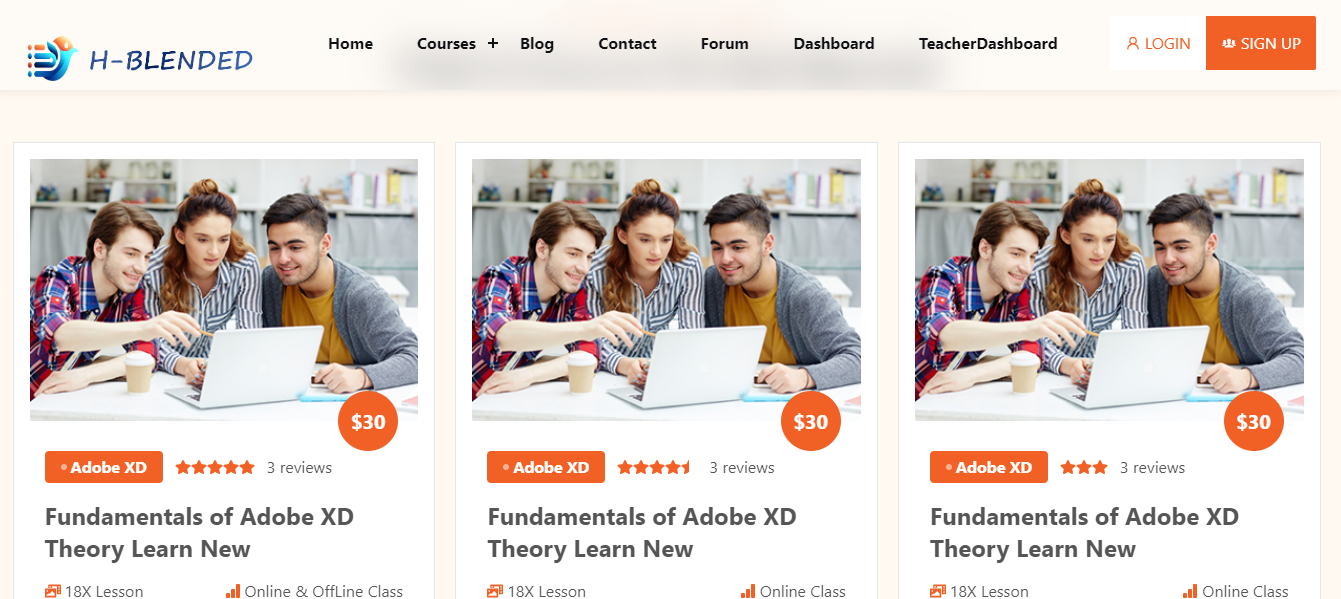 H-BLENDED
Home Courses + Blog Contact Forum Dashboard TeacherDashboard LOGIN SIGN UP
$30 $30 $30
Adobe XD 3 reviews
Fundamentals of Adobe XD
Theory Learn New
18X Lesson Online & OffLine Class
Adobe XD 3 reviews
Fundamentals of Adobe XD
Theory Learn New
18X Lesson Online Class
Adobe XD 3 reviews
Fundamentals of Adobe XD
Theory Learn New
18X Lesson Online Class